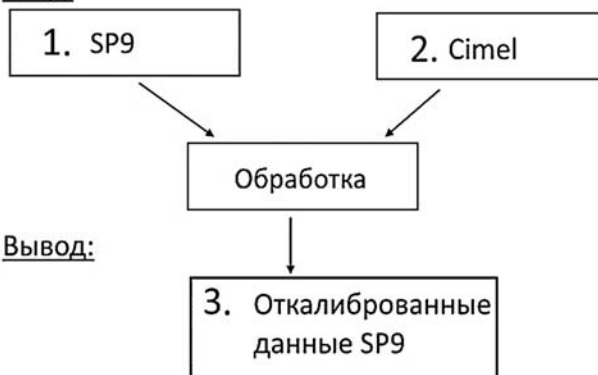 1. SP9
2. Cimel
Обработка
Вывод:
3. Откалиброванные
данные SP9